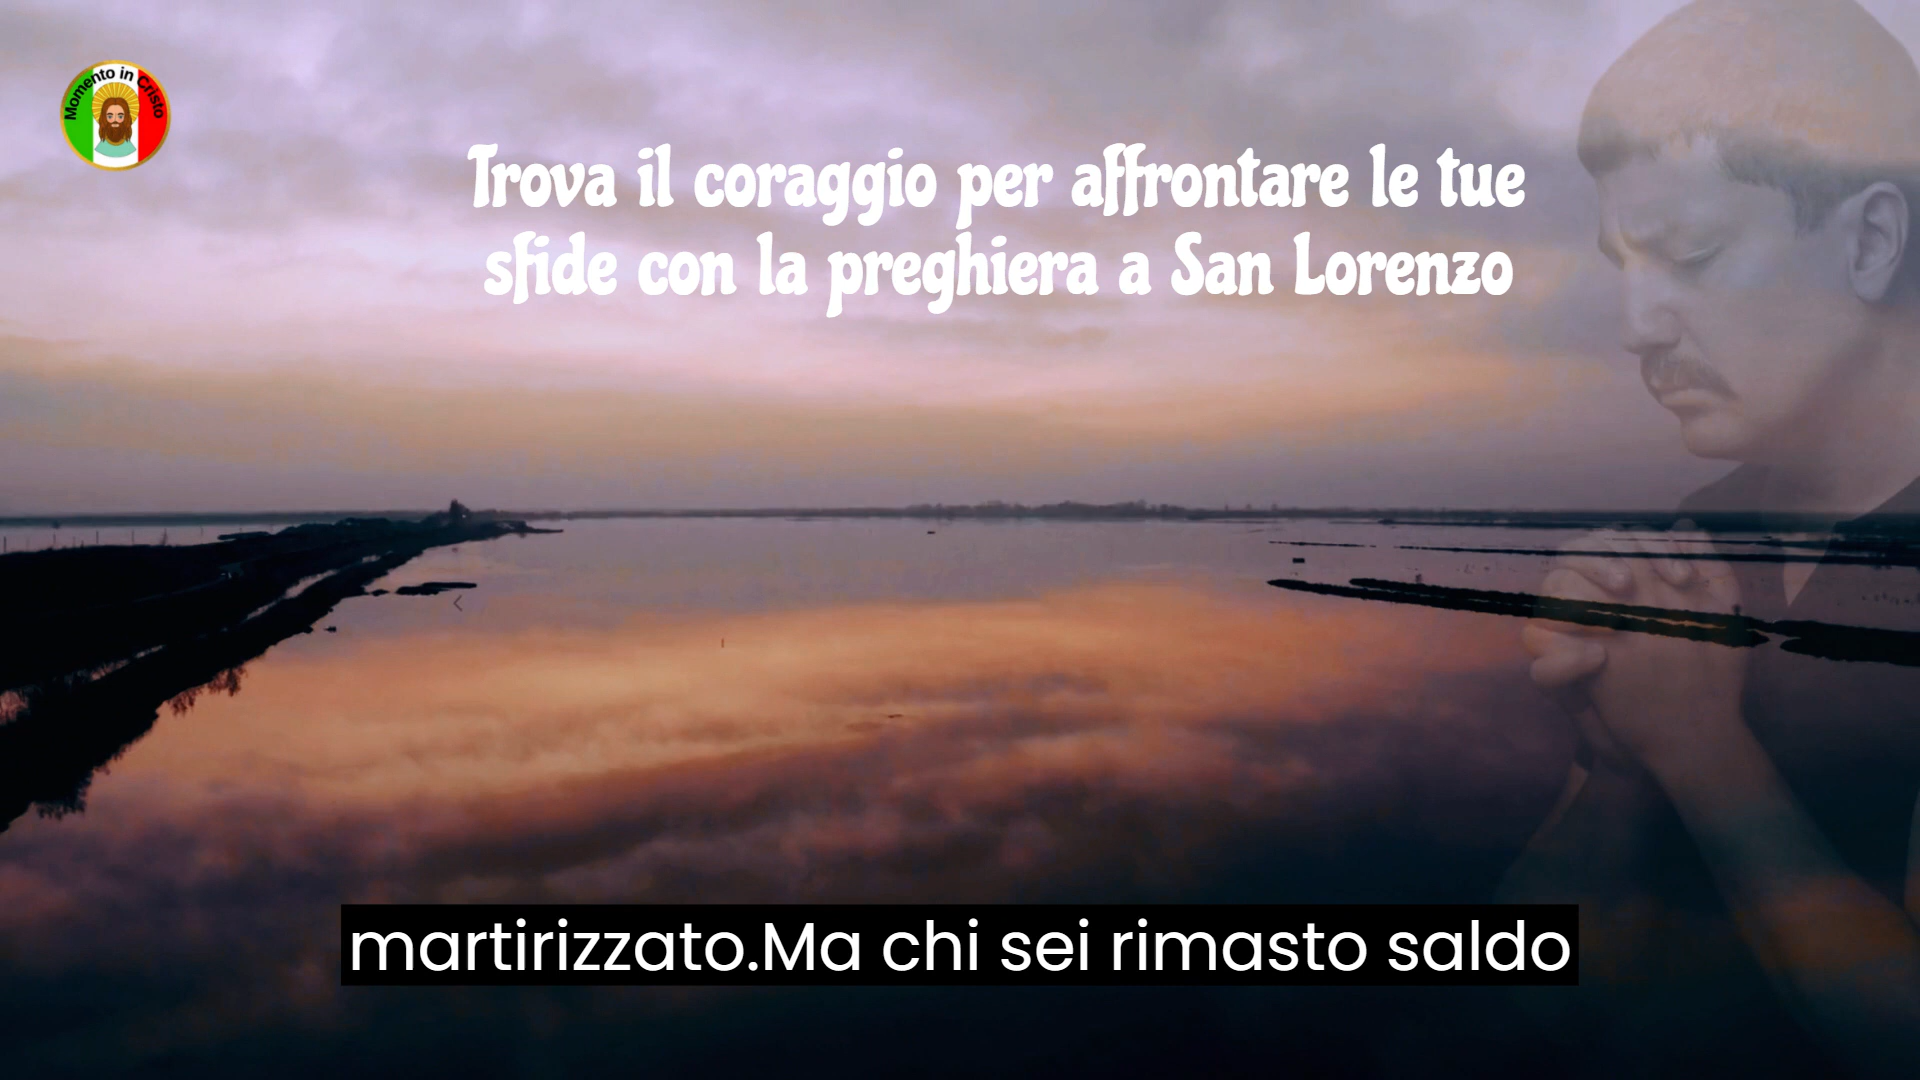 Momento in Cristo
Trova il coraggio per affrontare le tue
sfide con la preghiera a San Lorenzo
martirizzato.Ma chi sei rimasto saldo